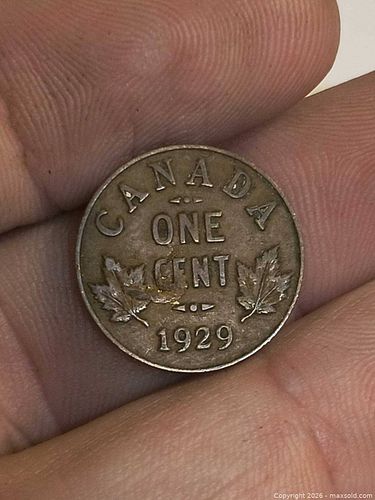 CANADA
ONE
CENT
1929
Copyright 2026 - maxsold.com